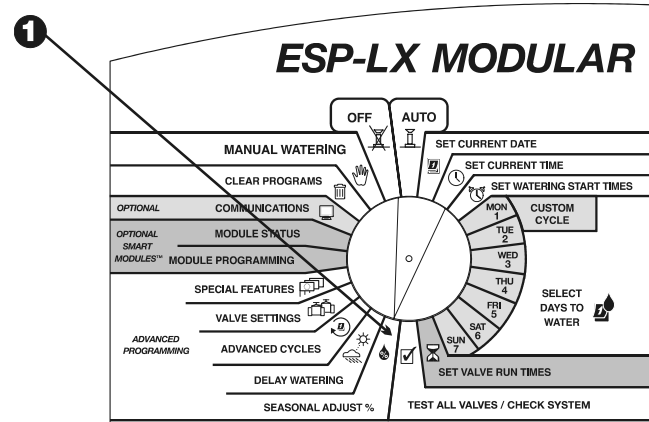 1
ESP-LX MODULAR
OFF
AUTO
MANUAL WATERING
SET CURRENT DATE
CLEAR PROGRAMS
SET CURRENT TIME
SET WATERING START TIMES
OPTIONAL
COMMUNICATIONS
MON
1
CUSTOM
CYCLE
OPTIONAL
SMART
MODULES™
MODULE STATUS
MODULE PROGRAMMING
TUE
2
WED
3
THU
4
FRI
5
SAT
6
SUN
7
SELECT
DAYS TO
WATER
SPECIAL FEATURES
VALVE SETTINGS
ADVANCED
PROGRAMMING
ADVANCED CYCLES
DELAY WATERING
SEASONAL ADJUST %
SET VALVE RUN TIMES
TEST ALL VALVES / CHECK SYSTEM